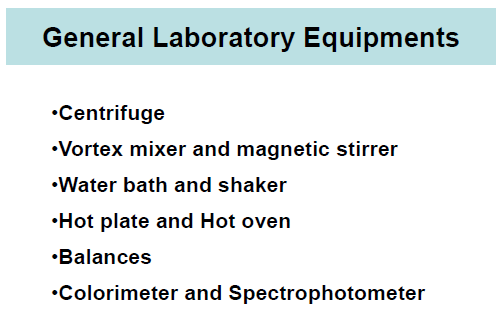 General Laboratory Equipments
•Centrifuge
•Vortex mixer and magnetic stirrer
•Water bath and shaker
•Hot plate and Hot oven
•Balances
•Colorimeter and Spectrophotometer